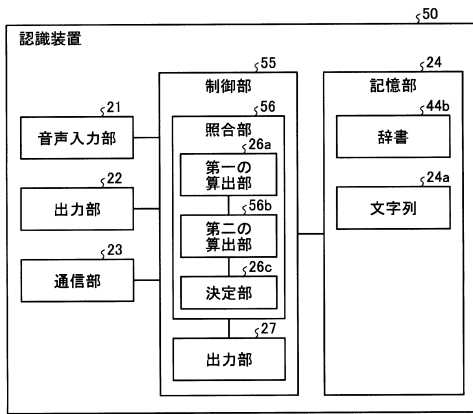 50
認識装置
55
制御部
24
記憶部
21
音声入力部
56
照合部
44b
辞書
26a
第一の
算出部
22
出力部
56b
第二の
算出部
24a
文字列
23
通信部
26c
決定部
27
出力部